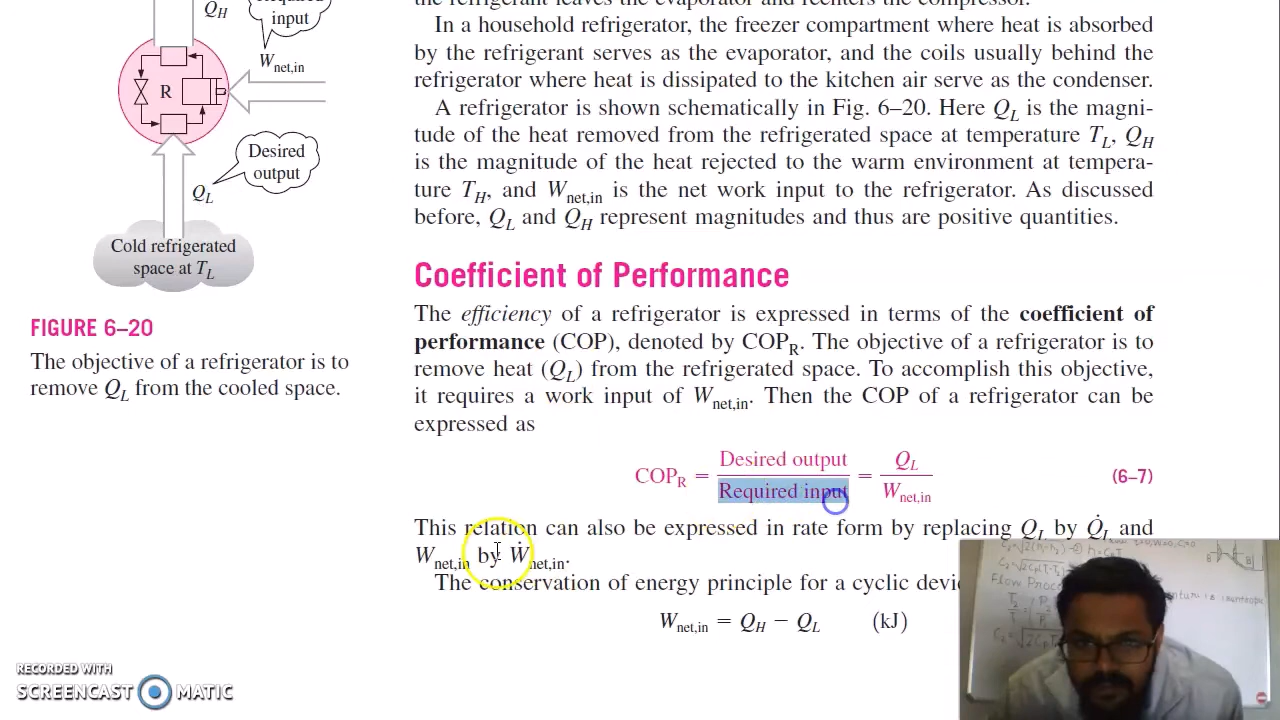 Q_H
Required
input
W_net,in
R
Desired
output
Q_L
Cold refrigerated
space at T_L
FIGURE 6–20
The objective of a refrigerator is to
remove Q_L from the cooled space.
the refrigerant leaves the evaporator and reenters the compressor.
In a household refrigerator, the freezer compartment where heat is absorbed
by the refrigerant serves as the evaporator, and the coils usually behind the
refrigerator where heat is dissipated to the kitchen air serve as the condenser.
A refrigerator is shown schematically in Fig. 6–20. Here Q_L is the magni-
tude of the heat removed from the refrigerated space at temperature T_L, Q_H
is the magnitude of the heat rejected to the warm environment at tempera-
ture T_H, and W_net,in is the net work input to the refrigerator. As discussed
before, Q_L and Q_H represent magnitudes and thus are positive quantities.
Coefficient of Performance
The efficiency of a refrigerator is expressed in terms of the coefficient of
performance (COP), denoted by COP_R. The objective of a refrigerator is to
remove heat (Q_L) from the refrigerated space. To accomplish this objective,
it requires a work input of W_net,in. Then the COP of a refrigerator can be
expressed as
COP_R = Desired output / Required input = Q_L / W_net,in (6–7)
This relation can also be expressed in rate form by replacing Q_L by Q̇_L and
W_net,in by Ẇ_net,in.
The conservation of energy principle for a cyclic devic
W_net,in = Q_H − Q_L (kJ)
Flow Proce
RECORDED WITH
SCREENCAST MATIC